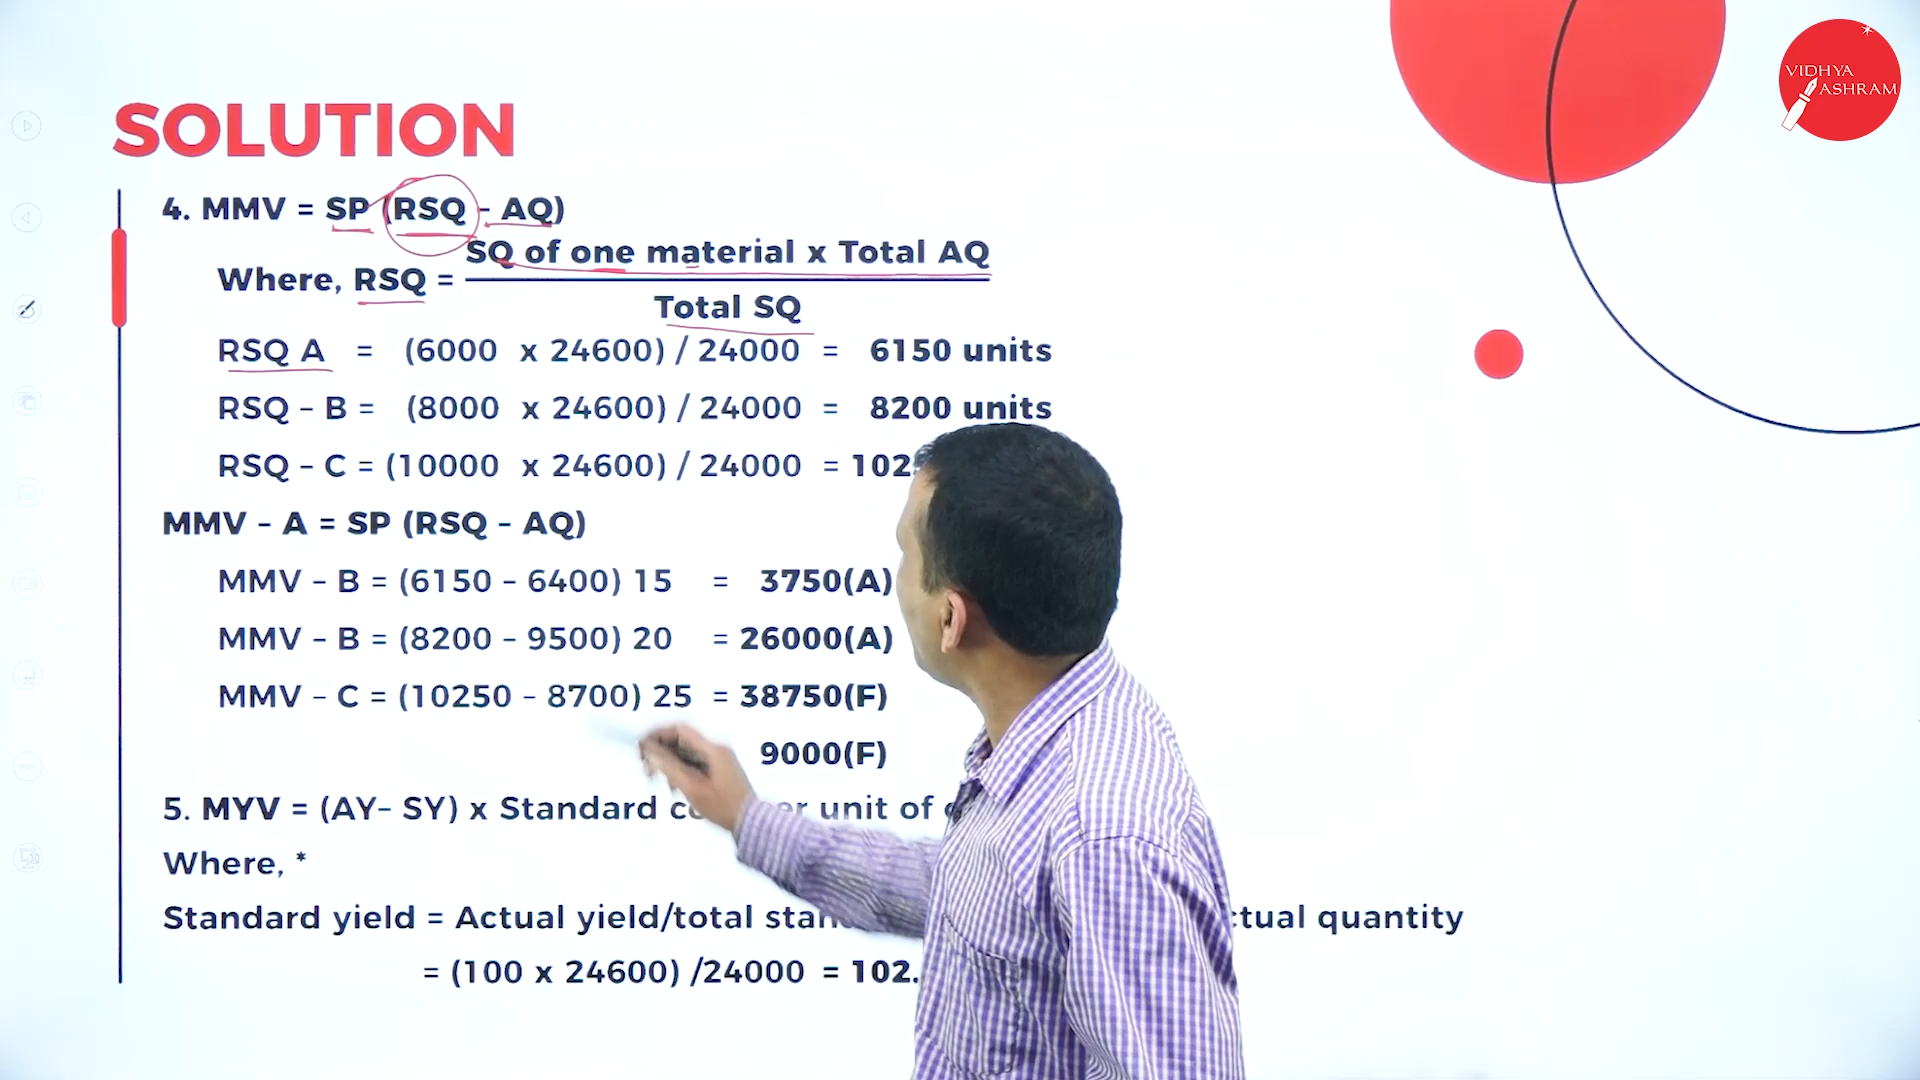 VIDHYA
ASHRAM
SOLUTION
4. MMV = SP (RSQ - AQ)
SQ of one material x Total AQ
Where, RSQ =
Total SQ
RSQ A = (6000 x 24600) / 24000 = 6150 units
RSQ – B = (8000 x 24600) / 24000 = 8200 units
RSQ – C = (10000 x 24600) / 24000 = 102
MMV – A = SP (RSQ – AQ)
MMV – B = (6150 – 6400) 15 = 3750(A)
MMV – B = (8200 – 9500) 20 = 26000(A)
MMV – C = (10250 – 8700) 25 = 38750(F)
9000(F)
5. MYV = (AY– SY) x Standard unit of
Where, *
Standard yield = Actual yield/total quantity
= (100 x 24600) /24000 = 102.